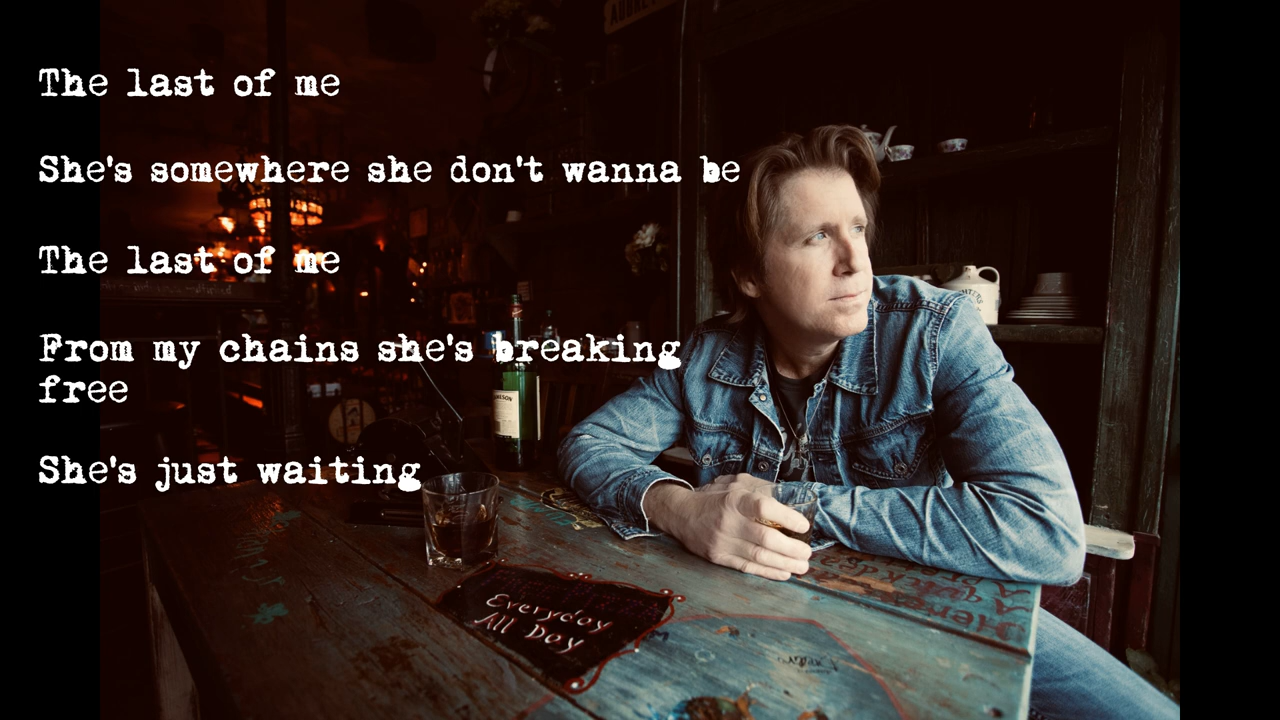 The last of me
She's somewhere she don't wanna be
The last of me
From my chains she's breaking
free
She's just waiting
Everyday
All Day